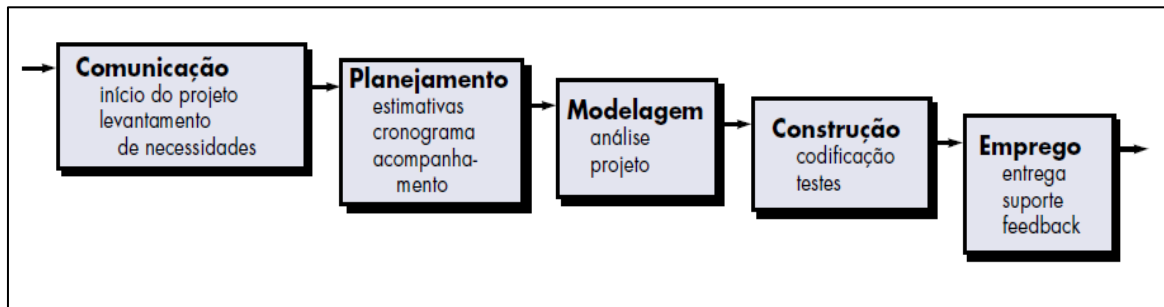 Comunicação
início do projeto
levantamento
de necessidades
Planejamento
estimativas
cronograma
acompanha-
mento
Modelagem
análise
projeto
Construção
codificação
testes
Emprego
entrega
suporte
feedback